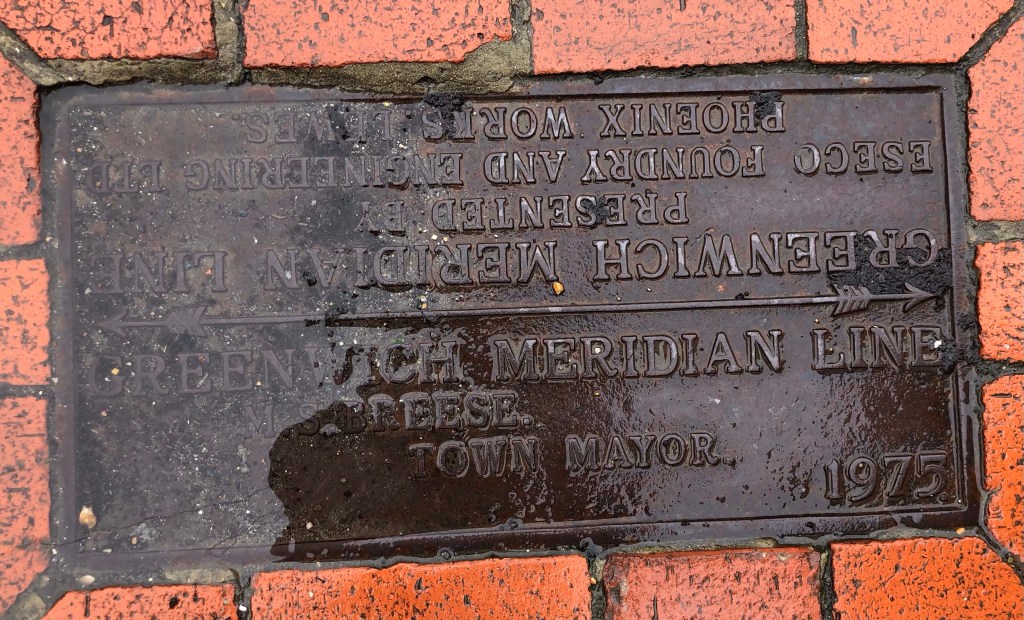 GREENWICH MERIDIAN LINE
M.S. BREESE.
TOWN MAYOR.
1975.
GREENWICH MERIDIAN LINE
PRESENTED BY
ESECO FOUNDRY AND ENGINEERING LTD
PHOENIX WORKS LEWES.